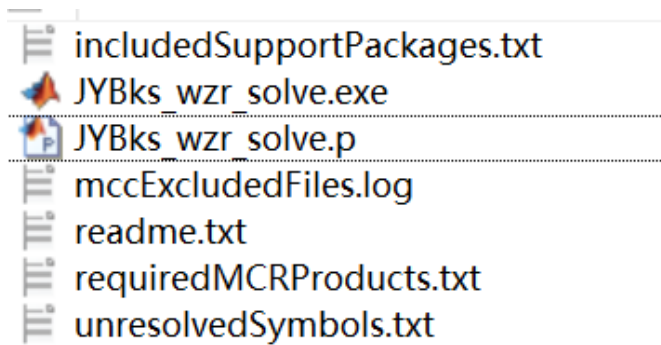 includedSupportPackages.txt
JYBks_wzr_solve.exe
JYBks_wzr_solve.p
mccExcludedFiles.log
readme.txt
requiredMCRProducts.txt
unresolvedSymbols.txt